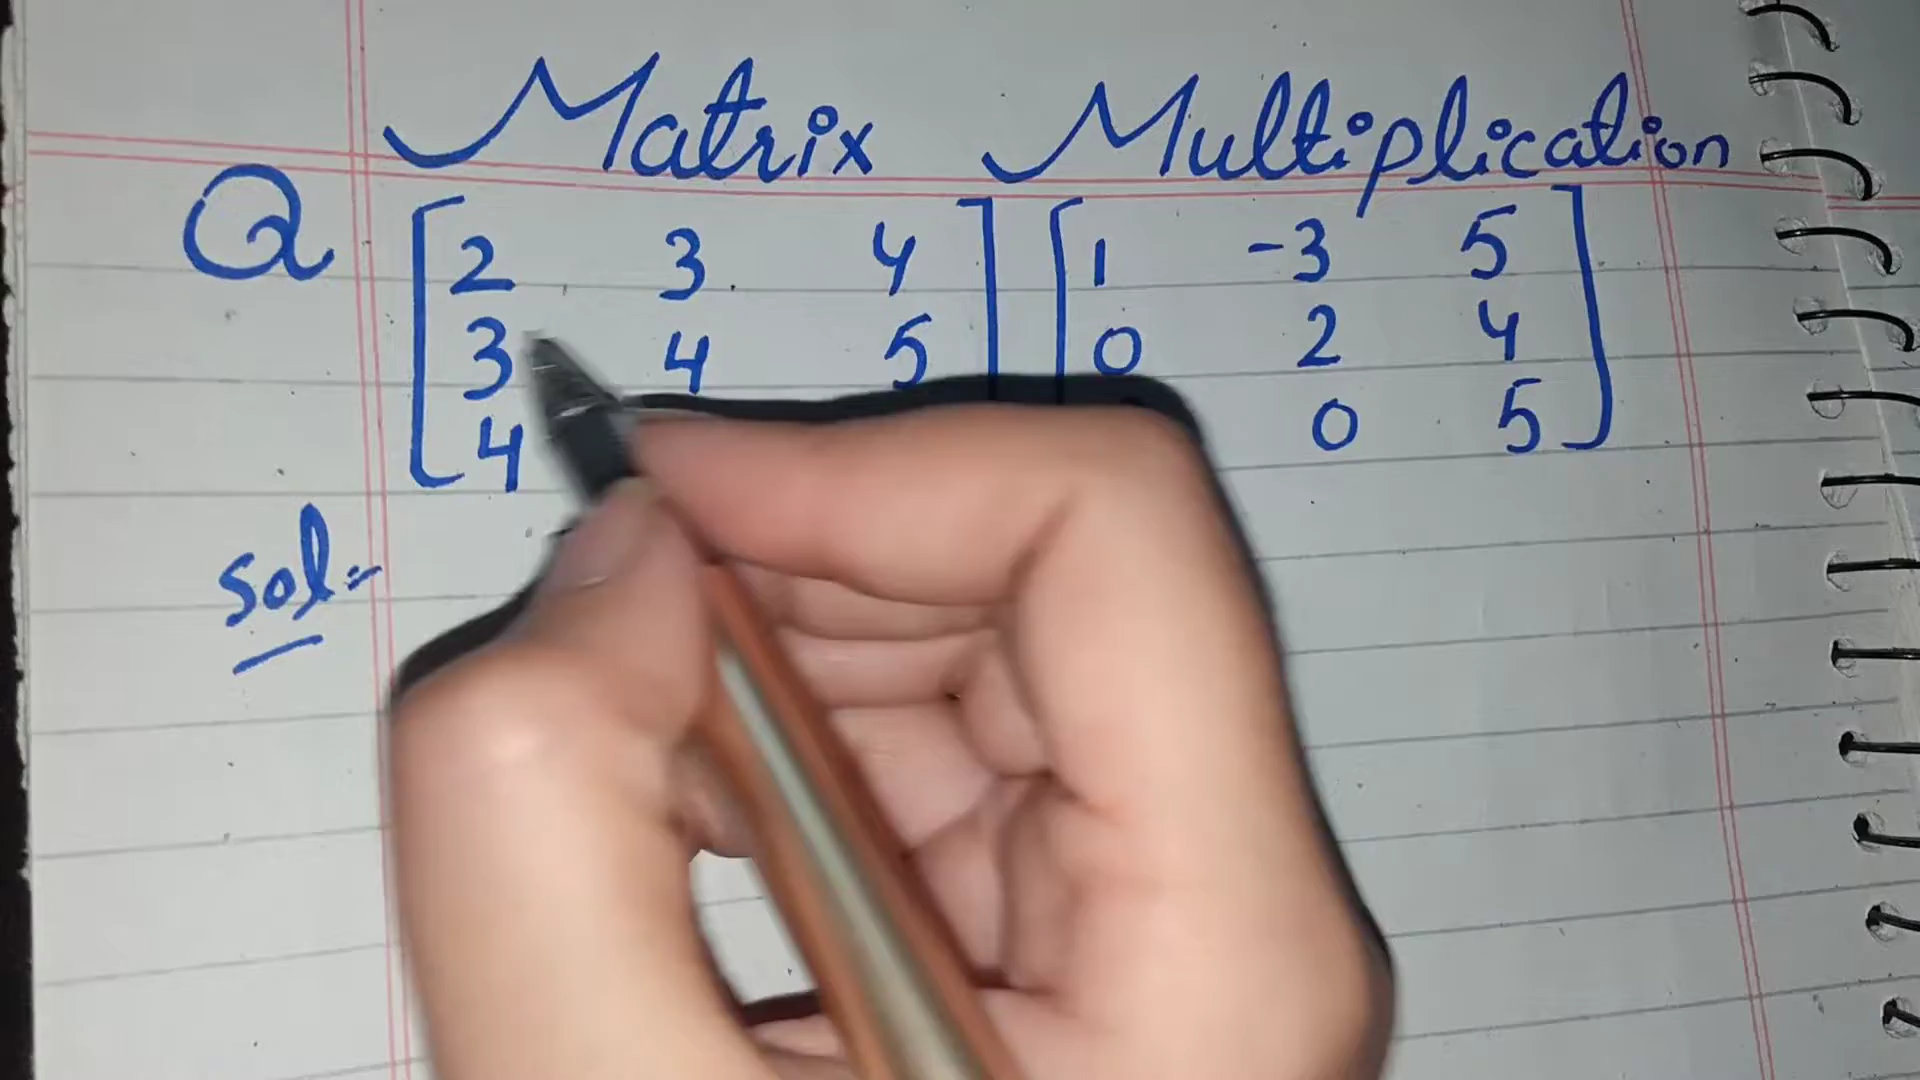 Matrix Multiplication
Q [2 3 4] [1 -3 5]
3 4 5 0 2 4
4 0 5
sol=